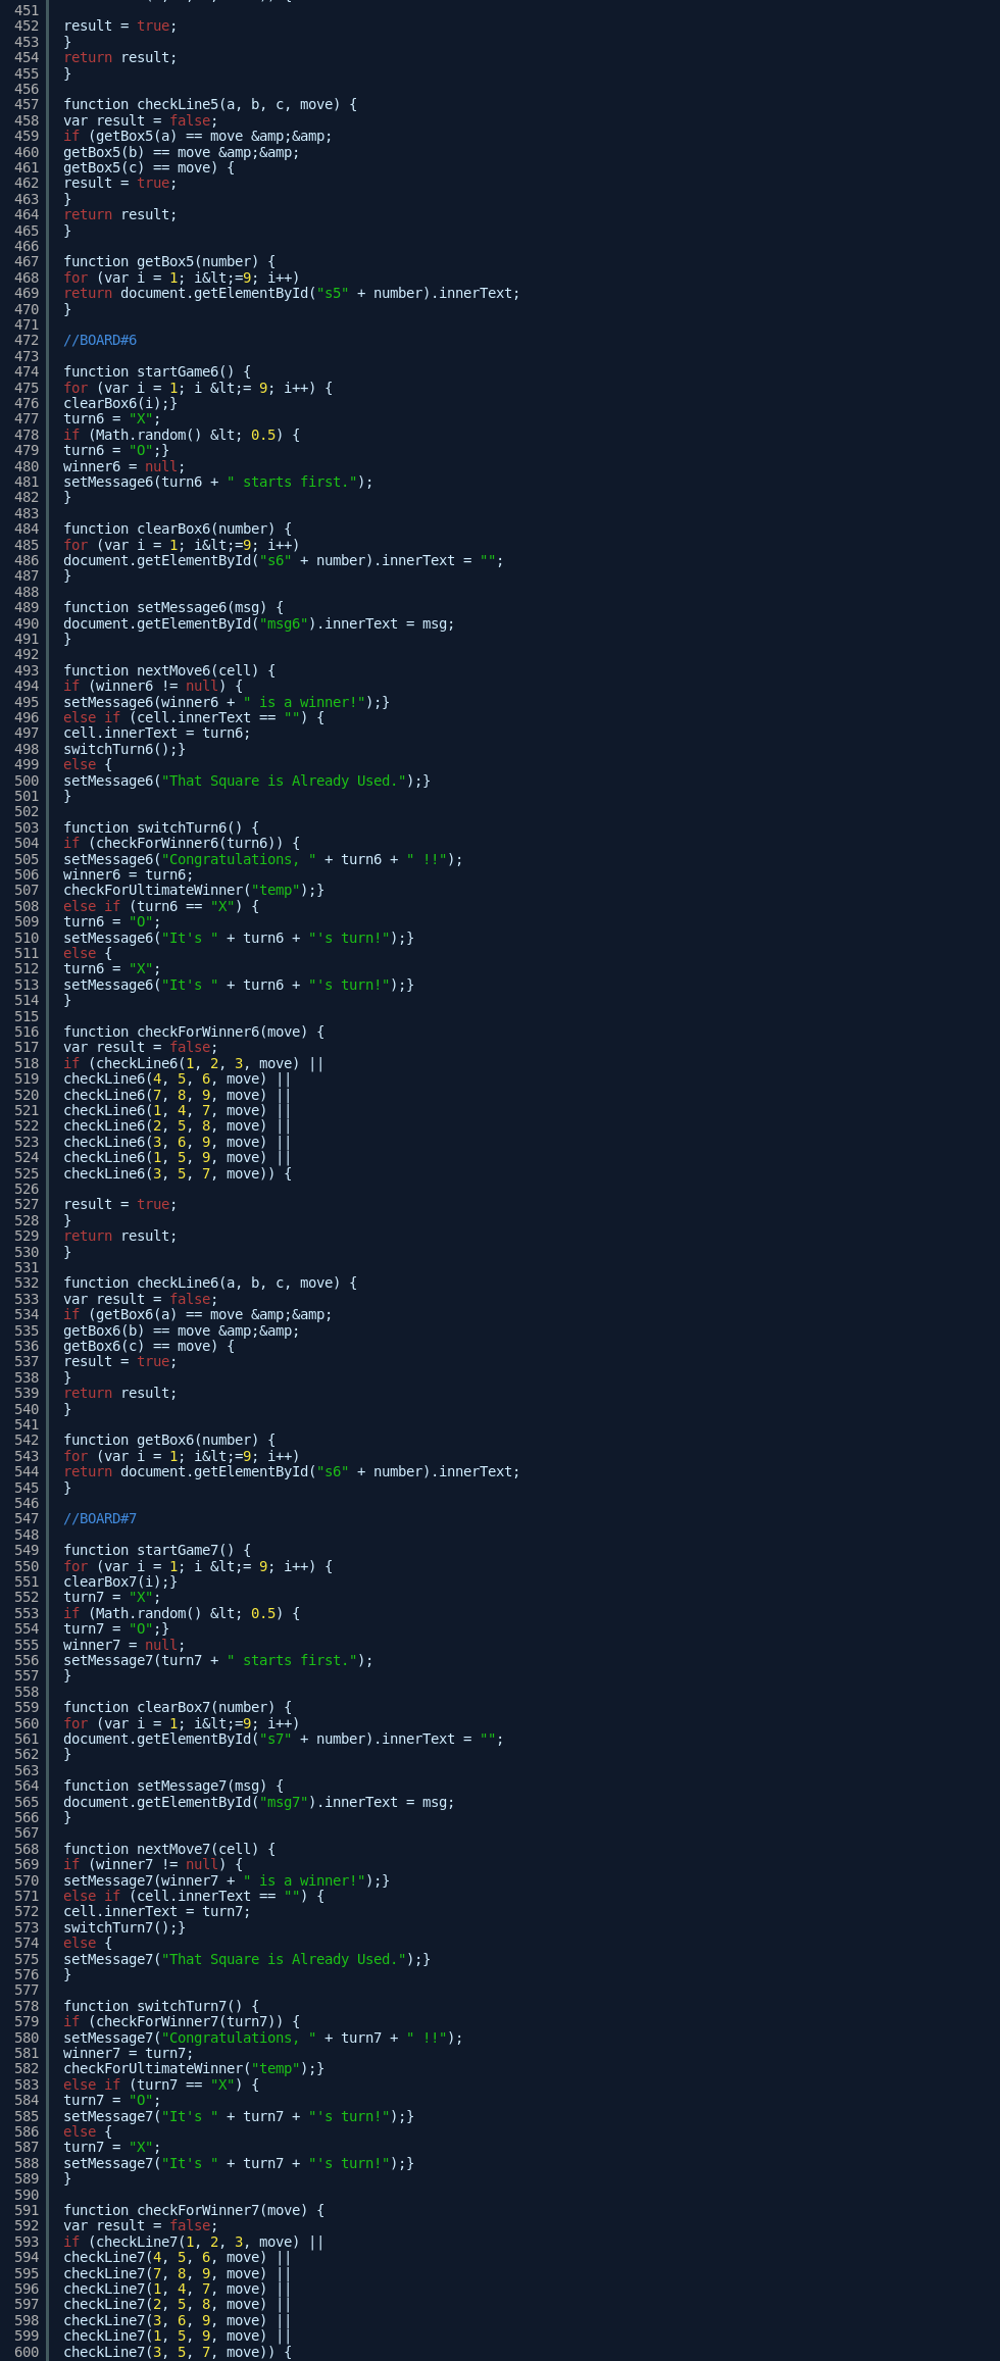 451
452 result = true;
453 }
454 return result;
455 }
456
457 function checkLine5(a, b, c, move) {
458 var result = false;
459 if (getBox5(a) == move &amp;&amp;
460 getBox5(b) == move &amp;&amp;
461 getBox5(c) == move) {
462 result = true;
463 }
464 return result;
465 }
466
467 function getBox5(number) {
468 for (var i = 1; i&lt;=9; i++)
469 return document.getElementById("s5" + number).innerText;
470 }
471
472 //BOARD#6
473
474 function startGame6() {
475 for (var i = 1; i &lt;= 9; i++) {
476 clearBox6(i);}
477 turn6 = "X";
478 if (Math.random() &lt; 0.5) {
479 turn6 = "O";}
480 winner6 = null;
481 setMessage6(turn6 + " starts first.");
482 }
483
484 function clearBox6(number) {
485 for (var i = 1; i&lt;=9; i++)
486 document.getElementById("s6" + number).innerText = "";
487 }
488
489 function setMessage6(msg) {
490 document.getElementById("msg6").innerText = msg;
491 }
492
493 function nextMove6(cell) {
494 if (winner6 != null) {
495 setMessage6(winner6 + " is a winner!");}
496 else if (cell.innerText == "") {
497 cell.innerText = turn6;
498 switchTurn6();}
499 else {
500 setMessage6("That Square is Already Used.");}
501 }
502
503 function switchTurn6() {
504 if (checkForWinner6(turn6)) {
505 setMessage6("Congratulations, " + turn6 + " !!");
506 winner6 = turn6;
507 checkForUltimateWinner("temp");}
508 else if (turn6 == "X") {
509 turn6 = "O";
510 setMessage6("It's " + turn6 + "'s turn!");}
511 else {
512 turn6 = "X";
513 setMessage6("It's " + turn6 + "'s turn!");}
514 }
515
516 function checkForWinner6(move) {
517 var result = false;
518 if (checkLine6(1, 2, 3, move) ||
519 checkLine6(4, 5, 6, move) ||
520 checkLine6(7, 8, 9, move) ||
521 checkLine6(1, 4, 7, move) ||
522 checkLine6(2, 5, 8, move) ||
523 checkLine6(3, 6, 9, move) ||
524 checkLine6(1, 5, 9, move) ||
525 checkLine6(3, 5, 7, move)) {
526
527 result = true;
528 }
529 return result;
530 }
531
532 function checkLine6(a, b, c, move) {
533 var result = false;
534 if (getBox6(a) == move &amp;&amp;
535 getBox6(b) == move &amp;&amp;
536 getBox6(c) == move) {
537 result = true;
538 }
539 return result;
540 }
541
542 function getBox6(number) {
543 for (var i = 1; i&lt;=9; i++)
544 return document.getElementById("s6" + number).innerText;
545 }
546
547 //BOARD#7
548
549 function startGame7() {
550 for (var i = 1; i &lt;= 9; i++) {
551 clearBox7(i);}
552 turn7 = "X";
553 if (Math.random() &lt; 0.5) {
554 turn7 = "O";}
555 winner7 = null;
556 setMessage7(turn7 + " starts first.");
557 }
558
559 function clearBox7(number) {
560 for (var i = 1; i&lt;=9; i++)
561 document.getElementById("s7" + number).innerText = "";
562 }
563
564 function setMessage7(msg) {
565 document.getElementById("msg7").innerText = msg;
566 }
567
568 function nextMove7(cell) {
569 if (winner7 != null) {
570 setMessage7(winner7 + " is a winner!");}
571 else if (cell.innerText == "") {
572 cell.innerText = turn7;
573 switchTurn7();}
574 else {
575 setMessage7("That Square is Already Used.");}
576 }
577
578 function switchTurn7() {
579 if (checkForWinner7(turn7)) {
580 setMessage7("Congratulations, " + turn7 + " !!");
581 winner7 = turn7;
582 checkForUltimateWinner("temp");}
583 else if (turn7 == "X") {
584 turn7 = "O";
585 setMessage7("It's " + turn7 + "'s turn!");}
586 else {
587 turn7 = "X";
588 setMessage7("It's " + turn7 + "'s turn!");}
589 }
590
591 function checkForWinner7(move) {
592 var result = false;
593 if (checkLine7(1, 2, 3, move) ||
594 checkLine7(4, 5, 6, move) ||
595 checkLine7(7, 8, 9, move) ||
596 checkLine7(1, 4, 7, move) ||
597 checkLine7(2, 5, 8, move) ||
598 checkLine7(3, 6, 9, move) ||
599 checkLine7(1, 5, 9, move) ||
600 checkLine7(3, 5, 7, move)) {